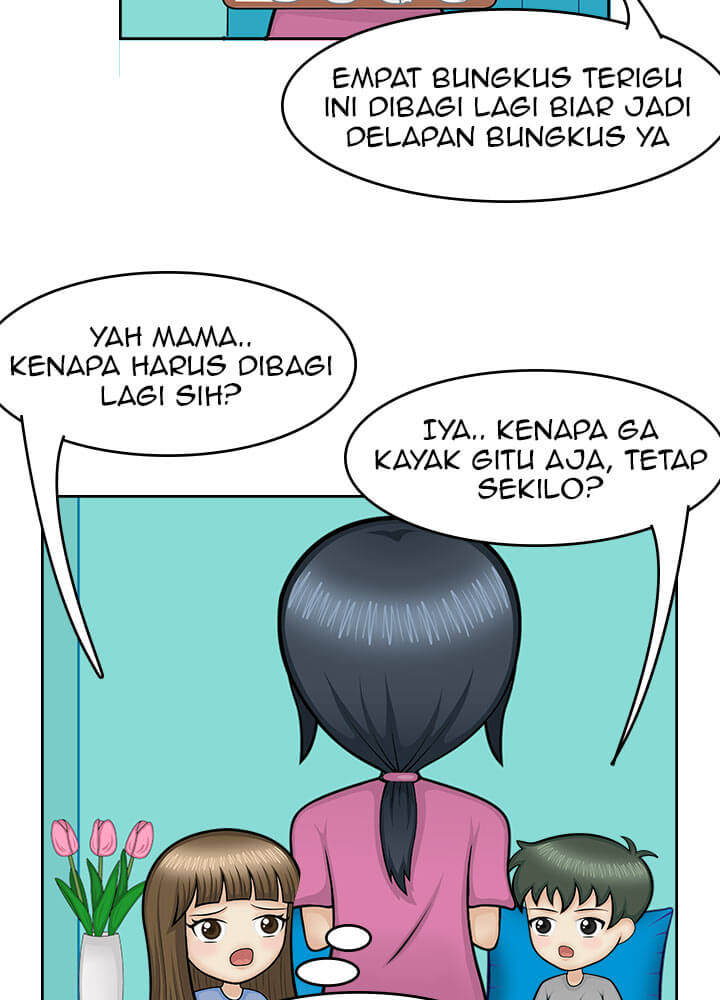 EMPAT BUNGKUS TERIGU
INI DIBAGI LAGI BIAR JADI
DELAPAN BUNGKUS YA
YAH MAMA..
KENAPA HARUS DIBAGI
LAGI SIH?
IYA.. KENAPA GA
KAYAK GITU AJA, TETAP
SEKILO?